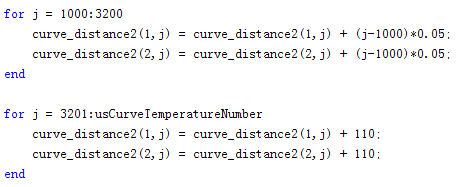 for j = 1000:3200
    curve_distance2(1,j) = curve_distance2(1,j) + (j-1000)*0.05;
    curve_distance2(2,j) = curve_distance2(2,j) + (j-1000)*0.05;
end
for j = 3201:usCurveTemperatureNumber
    curve_distance2(1,j) = curve_distance2(1,j) + 110;
    curve_distance2(2,j) = curve_distance2(2,j) + 110;
end